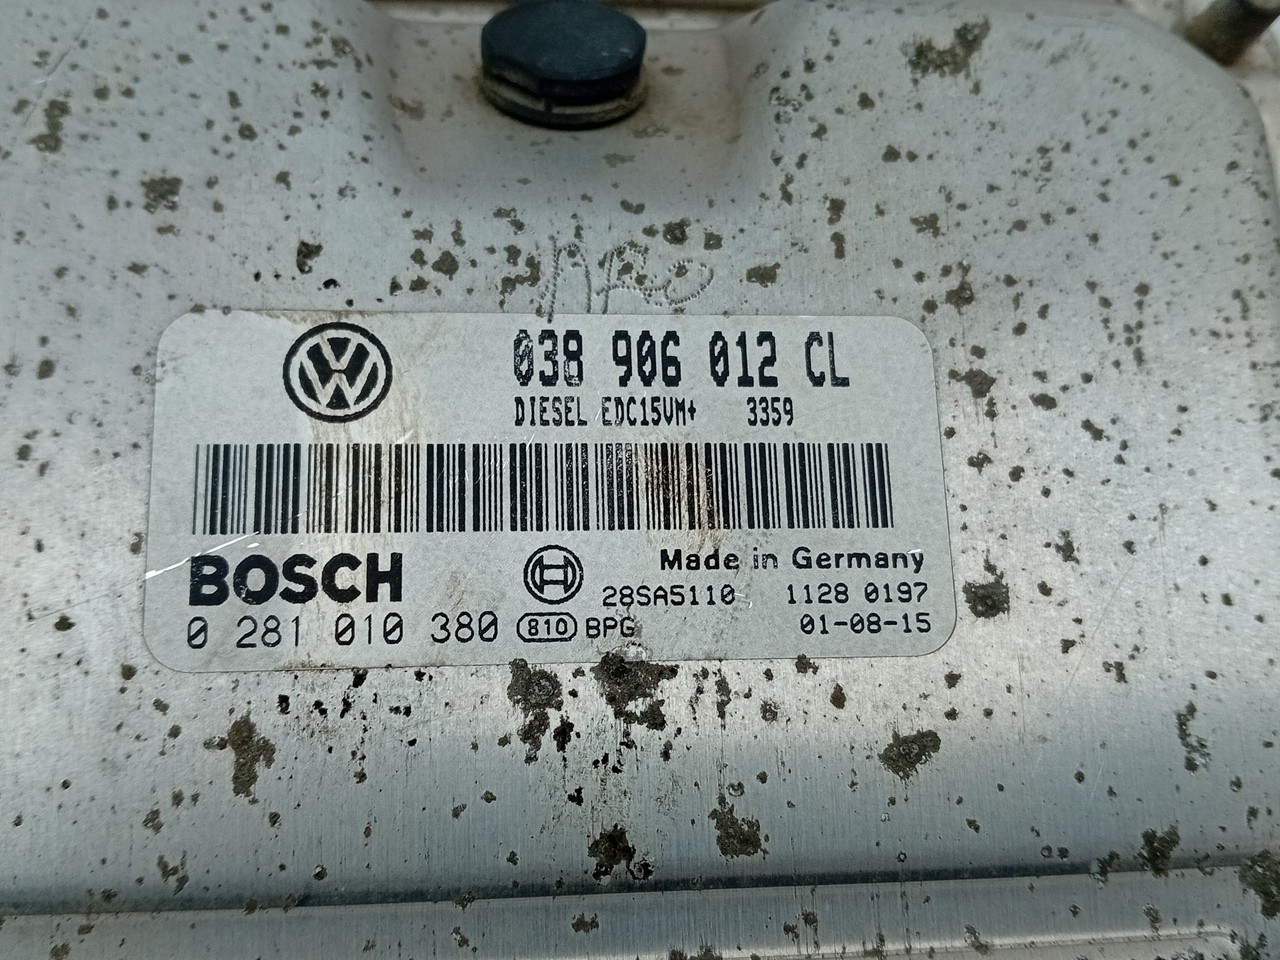 038 906 012 CL
DIESEL EDC15VM+ 3359
BOSCH
Made in Germany
28SA5110 1128 0197
0 281 010 380 810 BPG 01-08-15